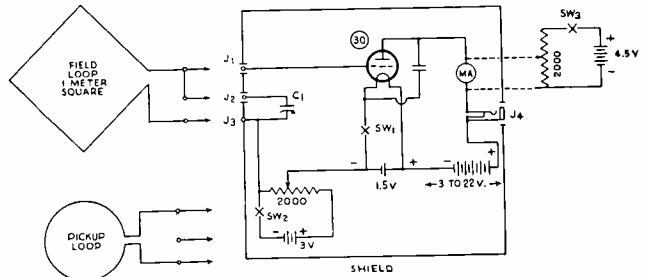 FIELD
LOOP
1 METER
SQUARE
J1
J2
J3
C1
30
MA
2000
SW3
+
4.5V
-
J4
SW1
- 1.5V +
- 3 TO 22V. +
2000
SW2
- 3V
PICKUP
LOOP
SHIELD